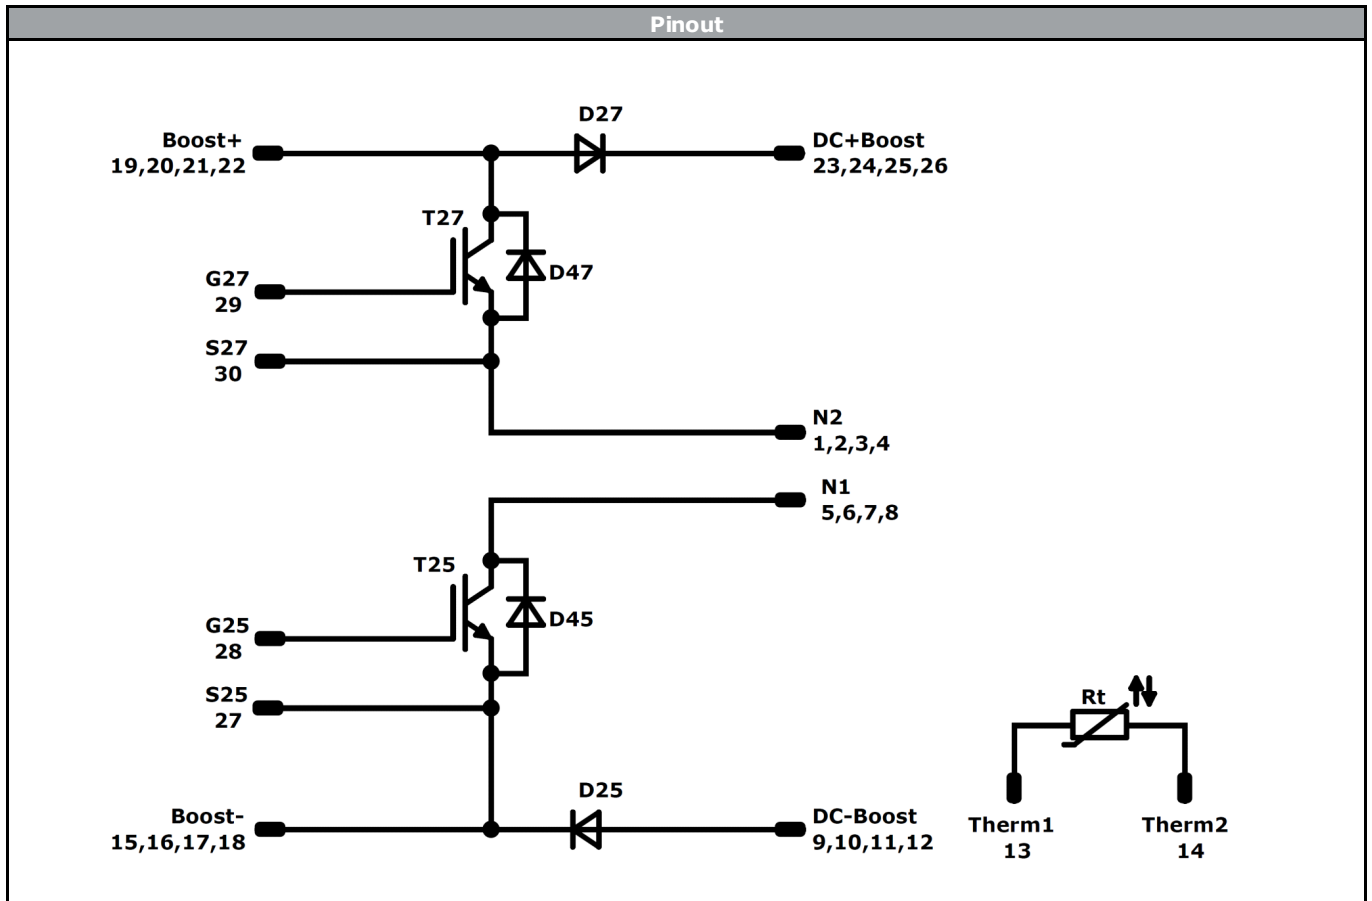 Pinout
D27
Boost+
19,20,21,22
DC+Boost
23,24,25,26
T27
G27
29
D47
S27
30
N2
1,2,3,4
N1
5,6,7,8
T25
G25
28
D45
S25
27
Rt
D25
Boost-
15,16,17,18
DC-Boost
9,10,11,12
Therm1
13
Therm2
14